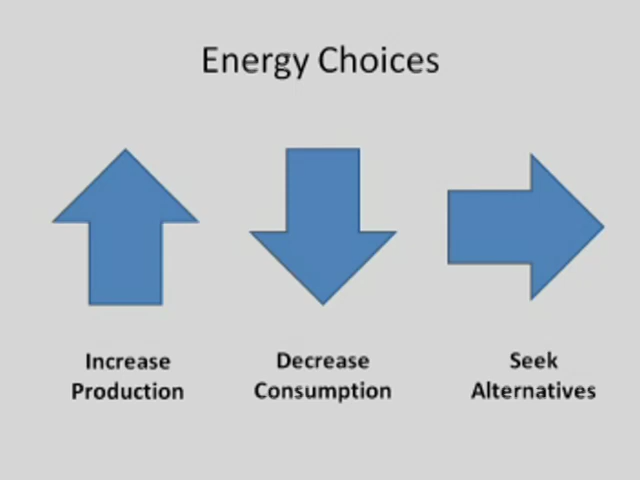 Energy Choices
Increase
Production
Decrease
Consumption
Seek
Alternatives